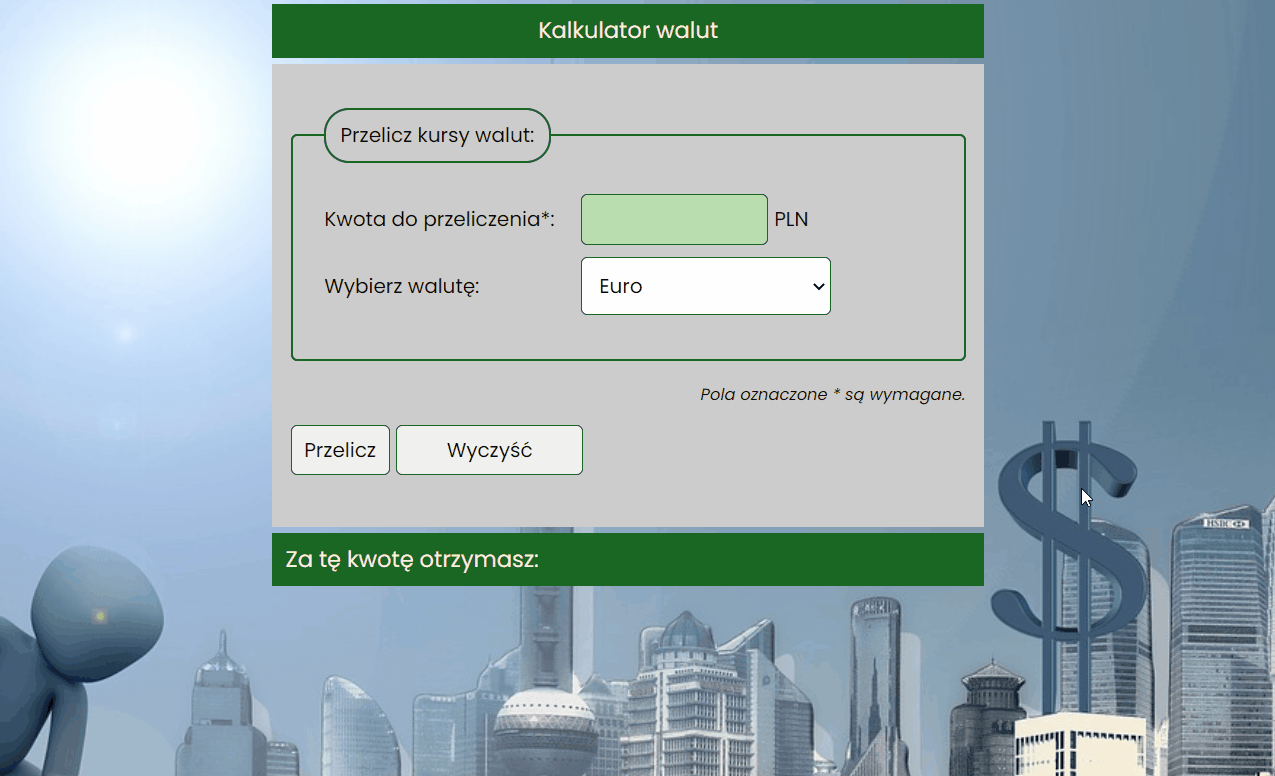 Kalkulator walut
Przelicz kursy walut:
Kwota do przeliczenia*: PLN
Wybierz walutę: Euro
Pola oznaczone * są wymagane.
Przelicz Wyczyść
HSBC
Za tę kwotę otrzymasz: